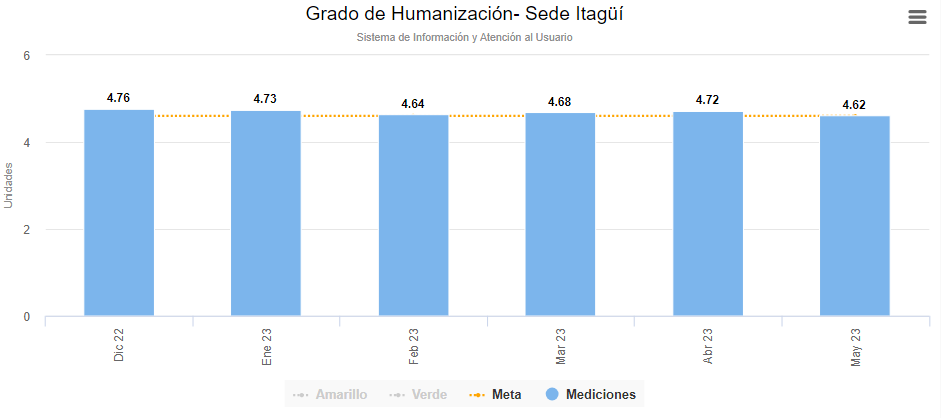 Grado de Humanización- Sede Itagüí
Sistema de Información y Atención al Usuario
Unidades
6
4
2
0
4.76
4.73
4.64
4.68
4.72
4.62
Dic 22
Ene 23
Feb 23
Mar 23
Abr 23
May 23
Amarillo Verde Meta Mediciones